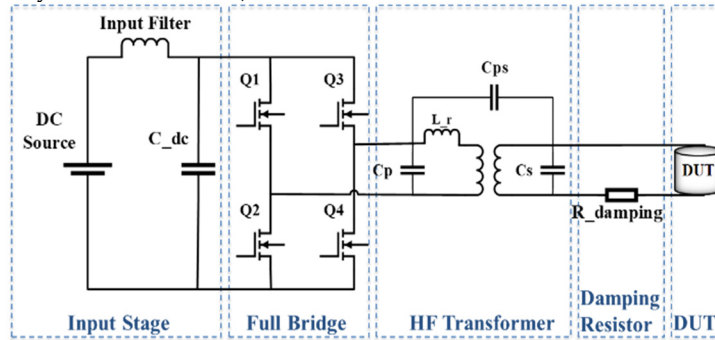 Input Filter
DC
Source
C_dc
Q1
Q3
Q2
Q4
Cps
L_r
Cp
Cs
DUT
R_damping
Input Stage
Full Bridge
HF Transformer
Damping
Resistor
DUT